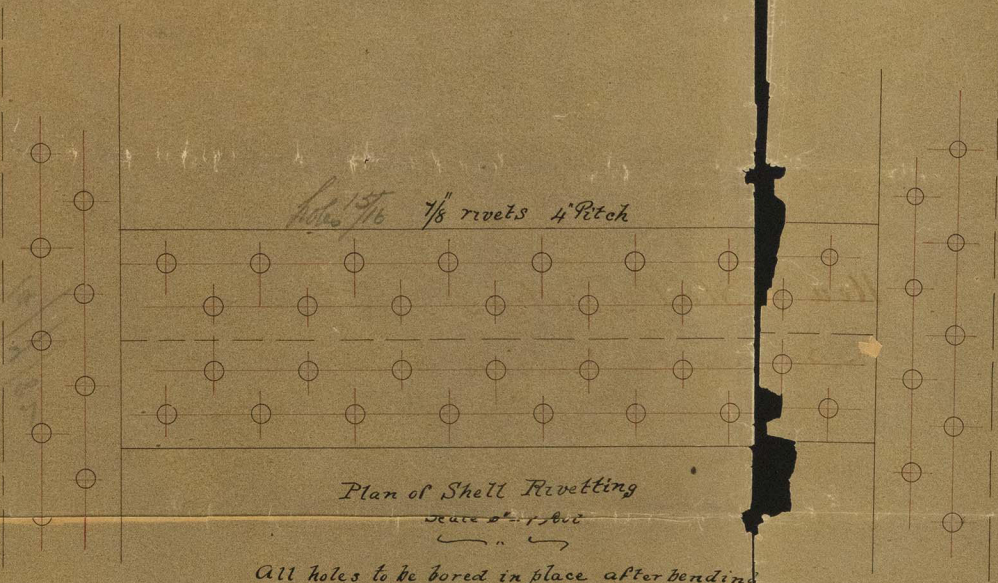 holes 15/16 7/8" rivets 4" Pitch
Plan of Shell Rivetting
Scale
All holes to be bored in place after bending